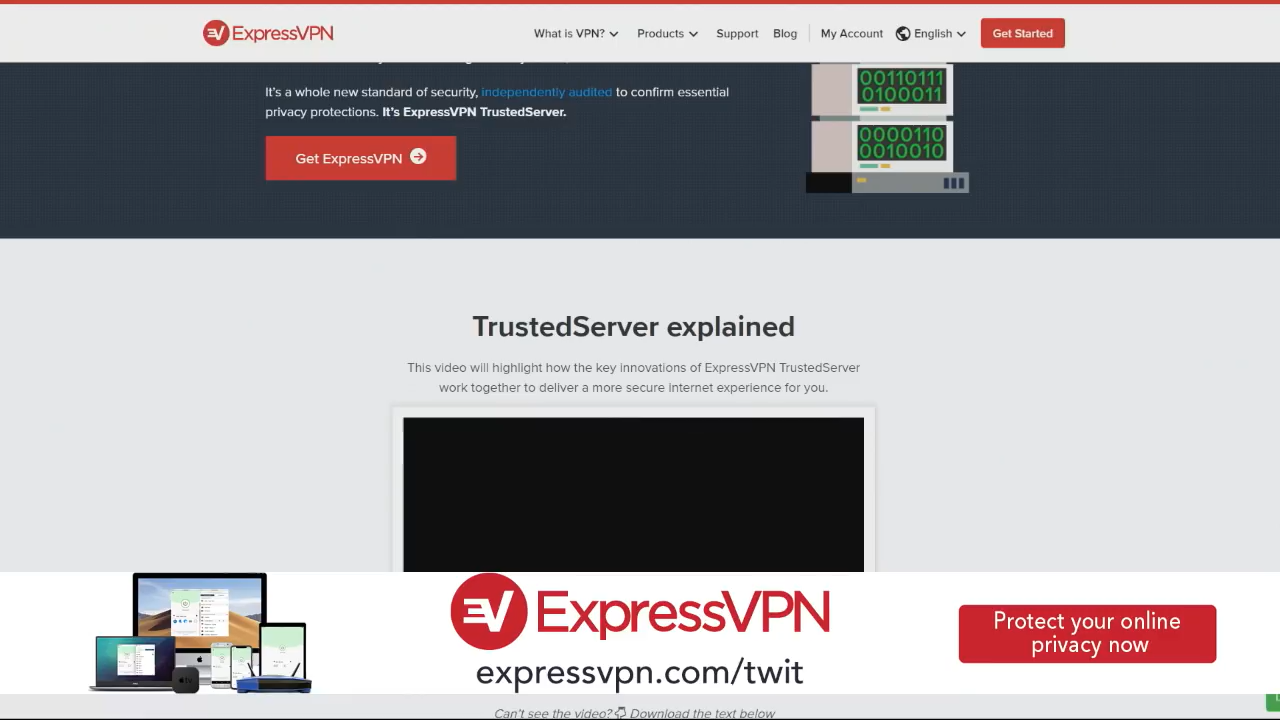 ExpressVPN
What is VPN?
Products
Support
Blog
My Account
English
Get Started
It's a whole new standard of security, independently audited to confirm essential
privacy protections. It's ExpressVPN TrustedServer.
Get ExpressVPN
00110111
0100011
0000110
0010010
TrustedServer explained
This video will highlight how the key innovations of ExpressVPN TrustedServer
work together to deliver a more secure internet experience for you.
ExpressVPN
expressvpn.com/twit
Protect your online
privacy now
Can't see the video? Download the text below